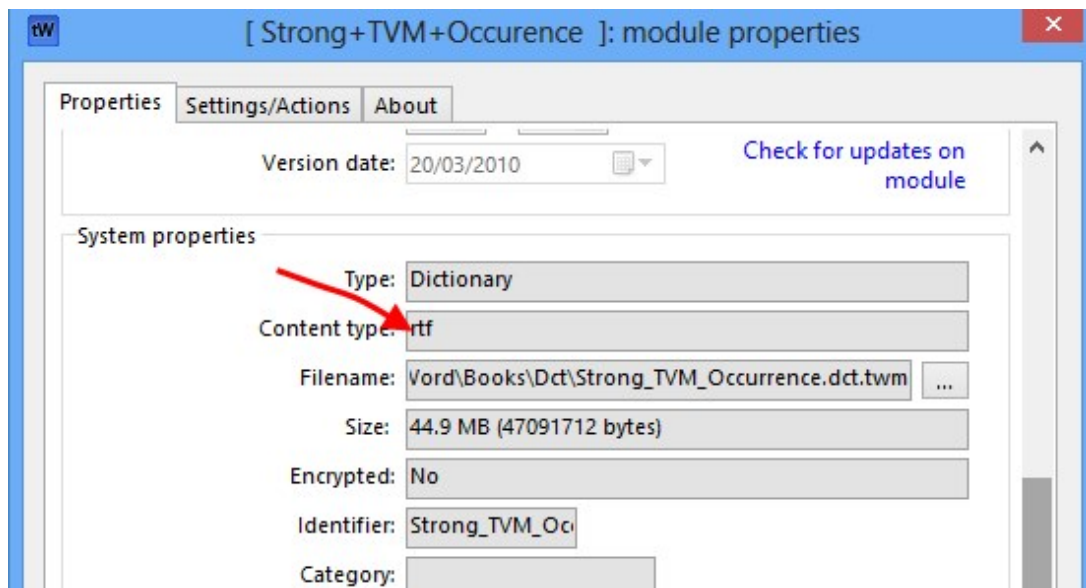 tW
[ Strong+TVM+Occurence ]: module properties
Properties Settings/Actions About
Version date: 20/03/2010
Check for updates on
module
System properties
Type: Dictionary
Content type: rtf
Filename: Word\Books\Dct\Strong_TVM_Occurrence.dct.twm ...
Size: 44.9 MB (47091712 bytes)
Encrypted: No
Identifier: Strong_TVM_Oc
Category: